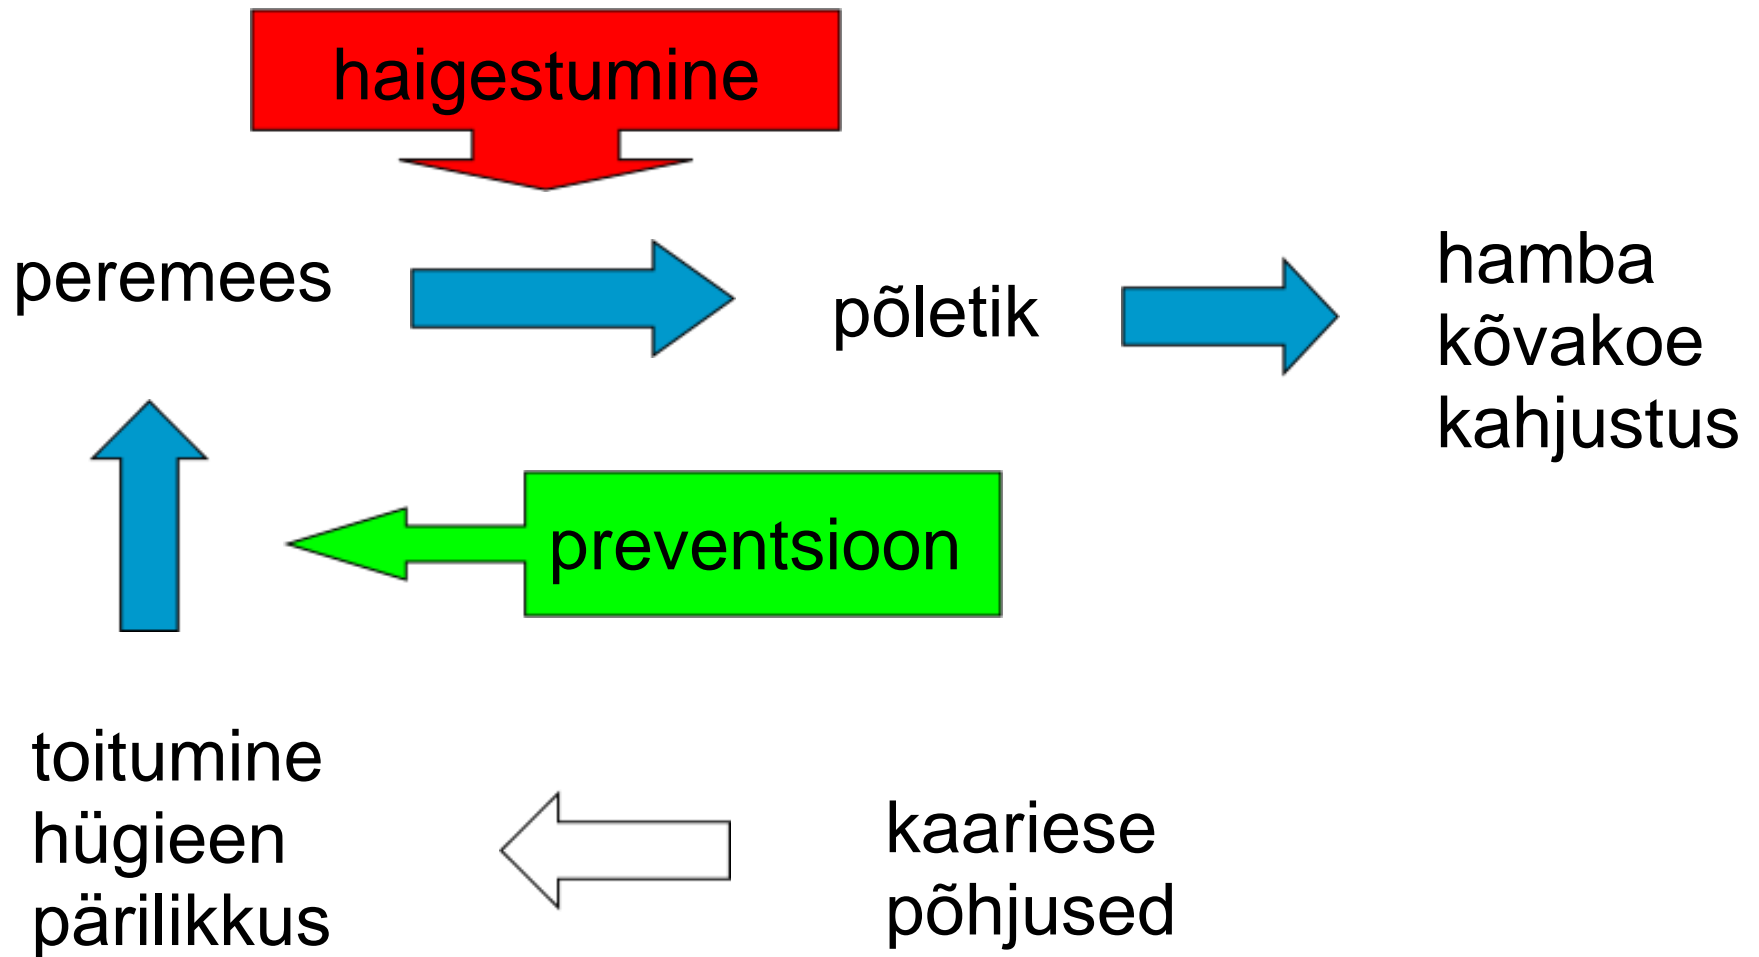 haigestumine
peremees
põletik
hamba
kõvakoe
kahjustus
preventsioon
toitumine
hügieen
pärilikkus
kaariese
põhjused